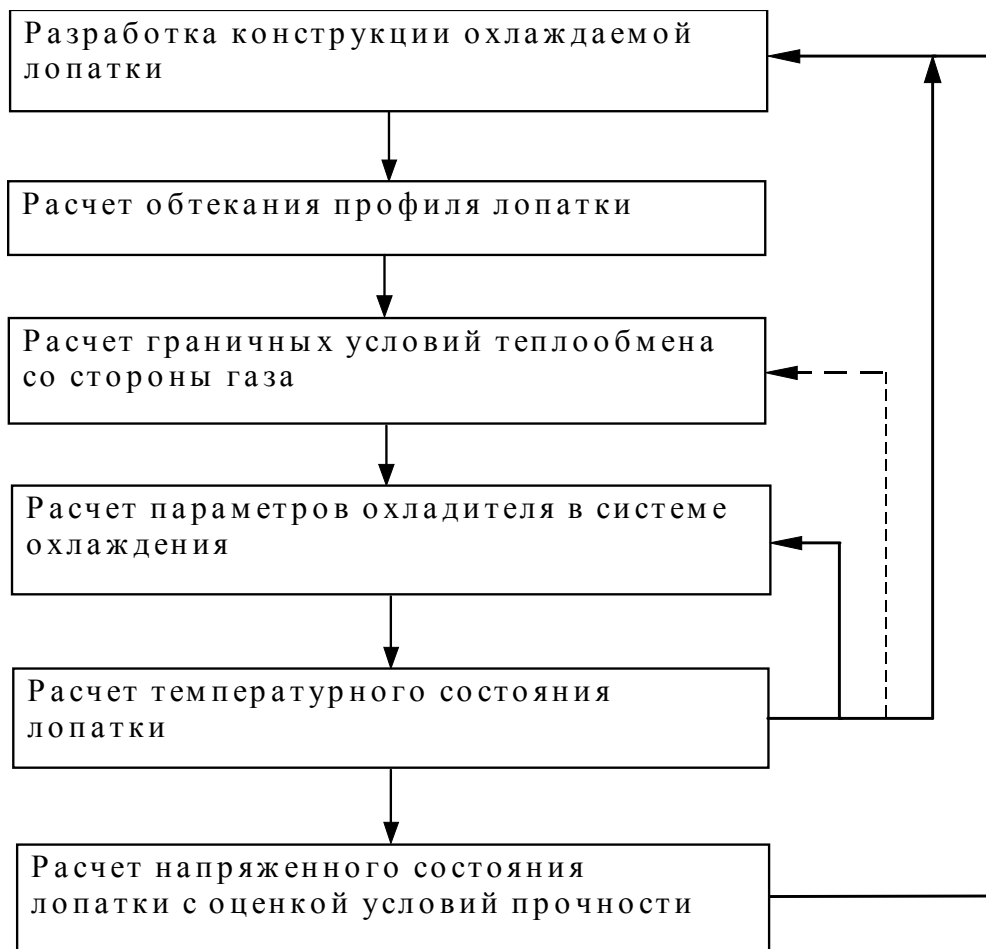 Разработка конструкции охлаждаемой
лопатки
Расчет обтекания профиля лопатки
Расчет граничных условий теплообмена
со стороны газа
Расчет параметров охладителя в системе
охлаждения
Расчет температурного состояния
лопатки
Расчет напряженного состояния
лопатки с оценкой условий прочности